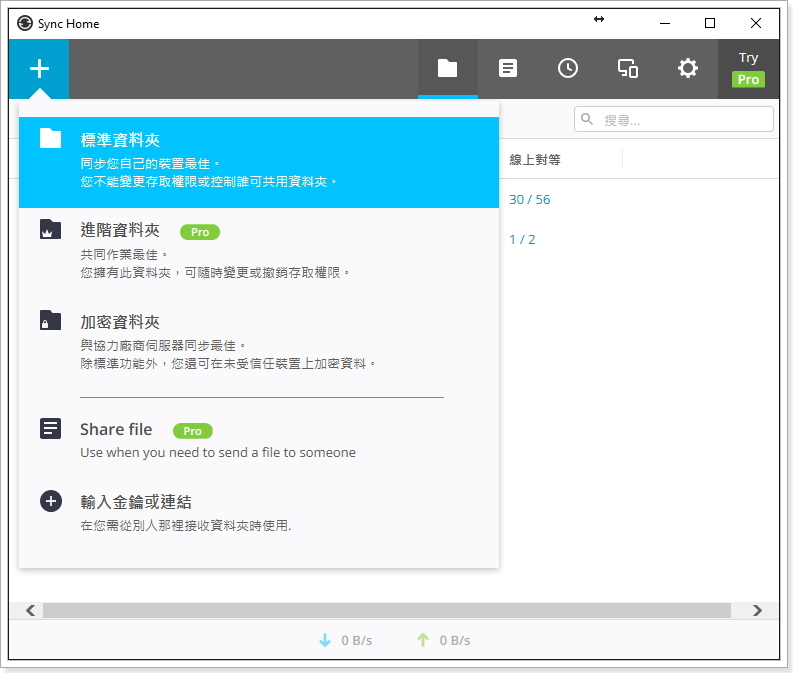 Sync Home
Try
Pro
搜尋...
標準資料夾
同步您自己的裝置最佳。
您不能變更存取權限或控制誰可共用資料夾。
線上對等
30 / 56
1 / 2
進階資料夾 Pro
共同作業最佳。
您擁有此資料夾，可隨時變更或撤銷存取權限。
加密資料夾
與協力廠商伺服器同步最佳。
除標準功能外，您還可在未受信任裝置上加密資料。
Share file Pro
Use when you need to send a file to someone
輸入金鑰或連結
在您需從別人那裡接收資料夾時使用.
0 B/s 0 B/s